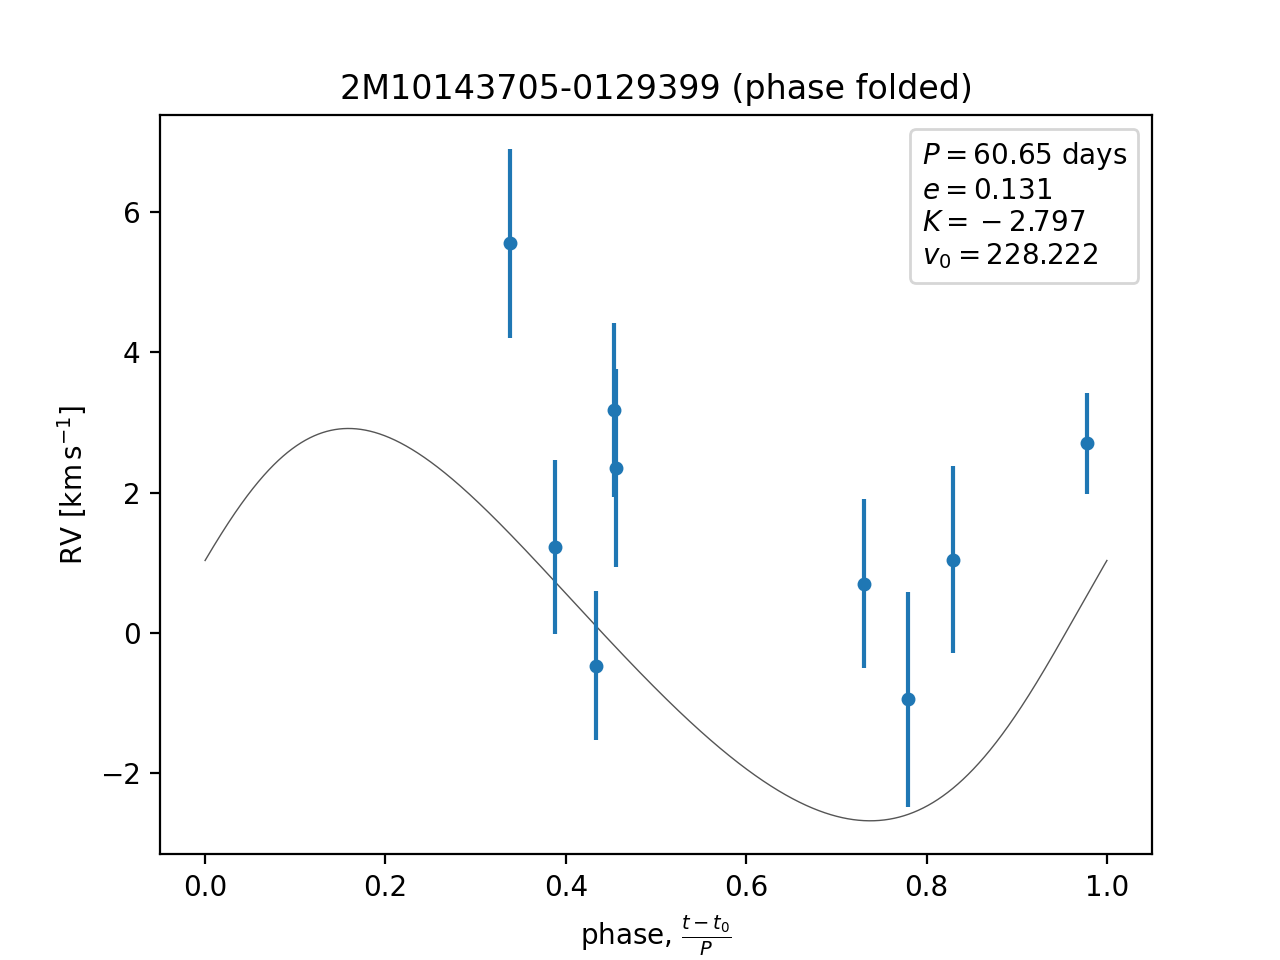 2M10143705-0129399 (phase folded)
P = 60.65 days
e = 0.131
K = −2.797
v₀ = 228.222
RV [km s⁻¹]
6
4
2
0
−2
0.0 0.2 0.4 0.6 0.8 1.0
phase, (t − t₀)/P